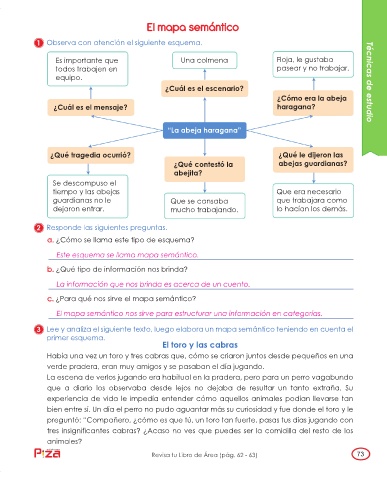 El mapa semántico
1 Observa con atención el siguiente esquema.
Es importante que
todos trabajen en
equipo.
Una colmena
Floja, le gustaba
pasear y no trabajar.
¿Cuál es el mensaje?
¿Cuál es el escenario?
¿Cómo era la abeja
haragana?
"La abeja haragana"
¿Qué tragedia ocurrió?
¿Qué contestó la
abejita?
¿Qué le dijeron las
abejas guardianas?
Se descompuso el
tiempo y las abejas
guardianas no le
dejaron entrar.
Que se cansaba
mucho trabajando.
Que era necesario
que trabajara como
lo hacían los demás.
Técnicas de estudio
2 Responde las siguientes preguntas.
a. ¿Cómo se llama este tipo de esquema?
Este esquema se llama mapa semántico.
b. ¿Qué tipo de información nos brinda?
La información que nos brinda es acerca de un cuento.
c. ¿Para qué nos sirve el mapa semántico?
El mapa semántico nos sirve para estructurar una información en categorías.
3 Lee y analiza el siguiente texto, luego elabora un mapa semántico teniendo en cuenta el
primer esquema.
El toro y las cabras
Había una vez un toro y tres cabras que, cómo se criaron juntos desde pequeños en una
verde pradera, eran muy amigos y se pasaban el día jugando.
La escena de verlos jugando era habitual en la pradera, pero para un perro vagabundo
que a diario los observaba desde lejos no dejaba de resultar un tanto extraña. Su
experiencia de vida le impedía entender cómo aquellos animales podían llevarse tan
bien entre sí. Un día el perro no pudo aguantar más su curiosidad y fue donde el toro y le
preguntó: "Compañero, ¿cómo es que tú, un toro tan fuerte, pasas tus días jugando con
tres insignificantes cabras? ¿Acaso no ves que puedes ser la comidilla del resto de los
animales?
Pizza
Revisa tu Libro de Área (pág. 62 - 63)
73